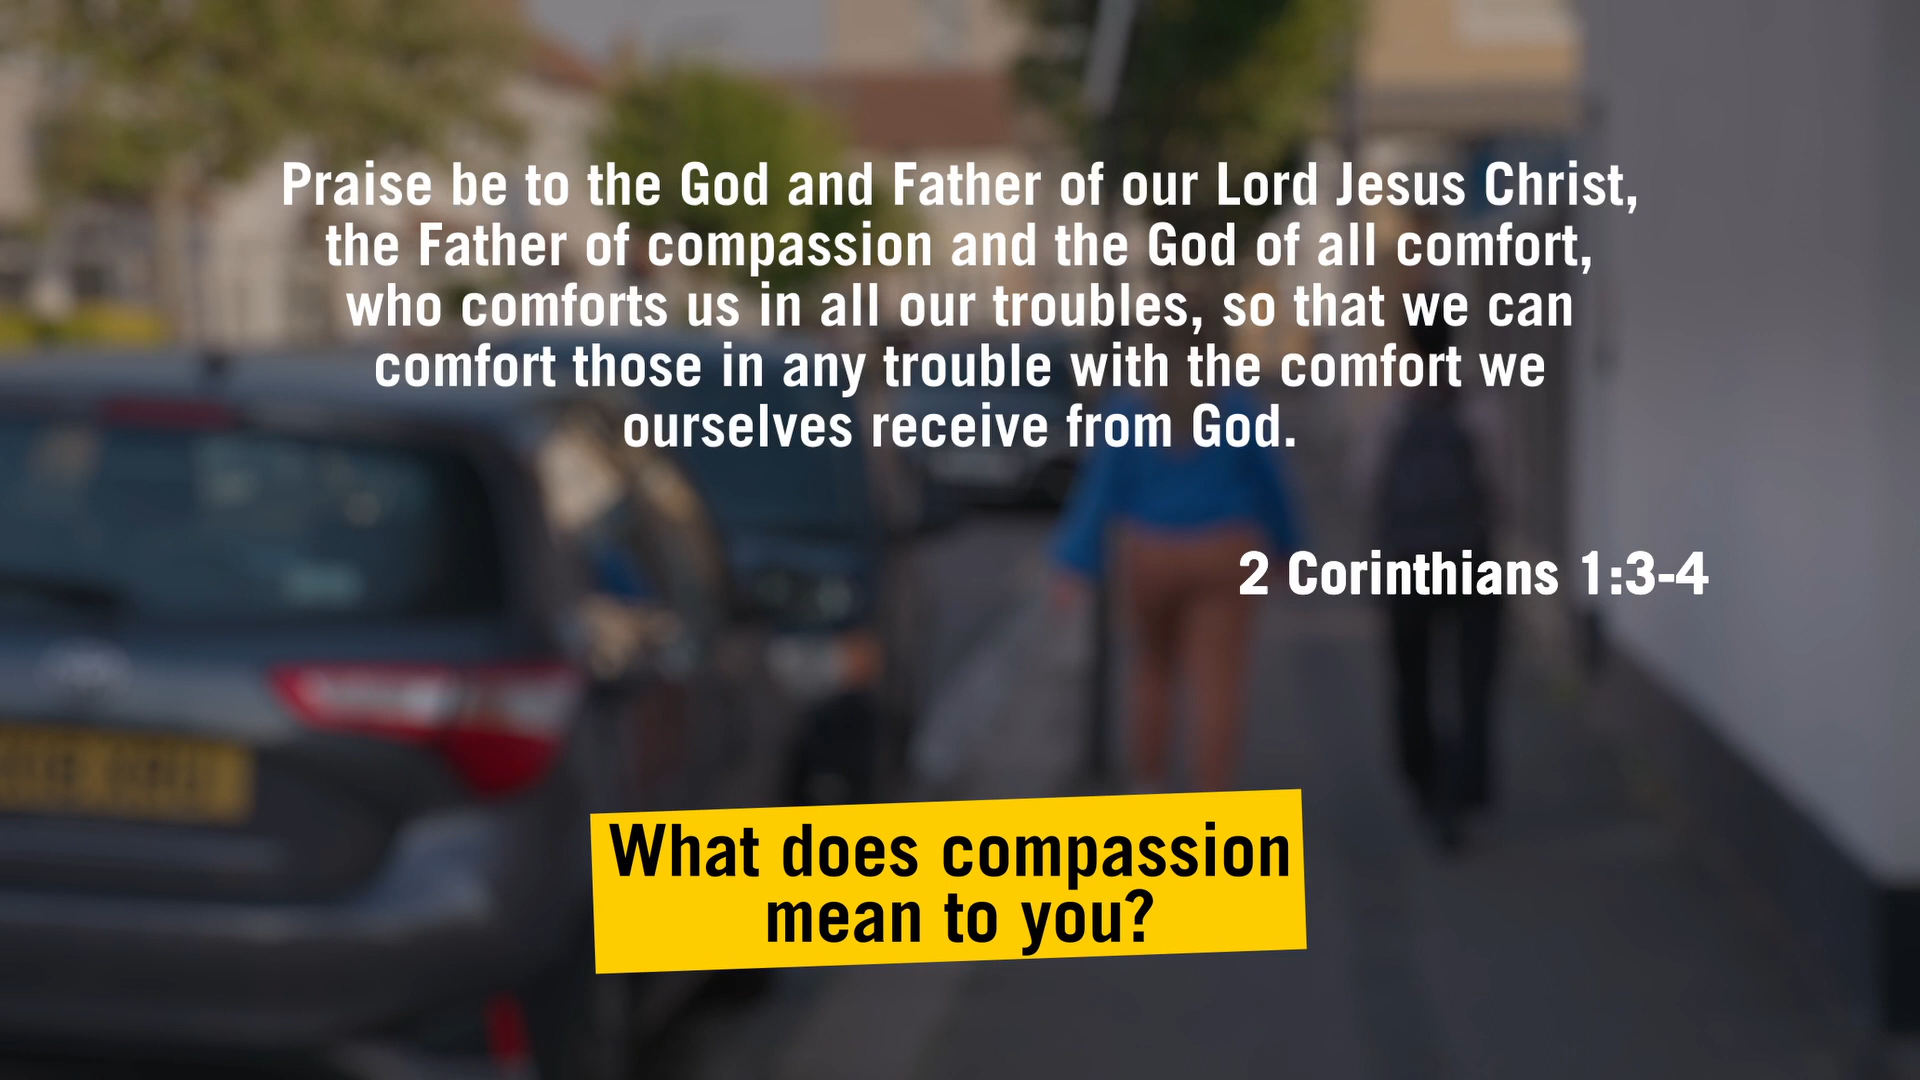 Praise be to the God and Father of our Lord Jesus Christ,
the Father of compassion and the God of all comfort,
who comforts us in all our troubles, so that we can
comfort those in any trouble with the comfort we
ourselves receive from God.
2 Corinthians 1:3-4
What does compassion
mean to you?